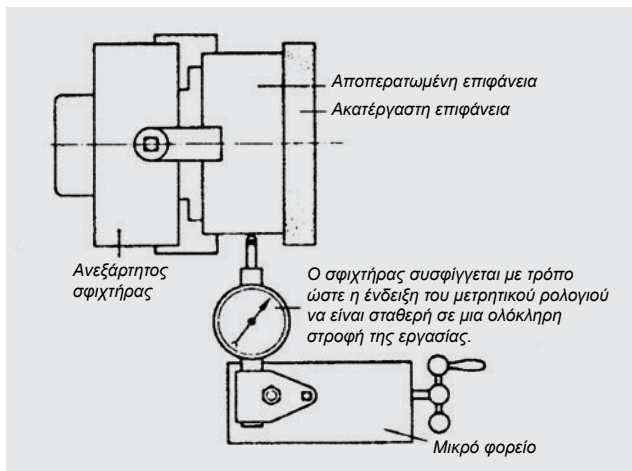 Αποπερατωμένη επιφάνεια
Ακατέργαστη επιφάνεια
Ανεξάρτητος
σφιχτήρας
Ο σφιχτήρας συσφίγγεται με τρόπο
ώστε η ένδειξη του μετρητικού ρολογιού
να είναι σταθερή σε μια ολόκληρη
στροφή της εργασίας.
Μικρό φορείο